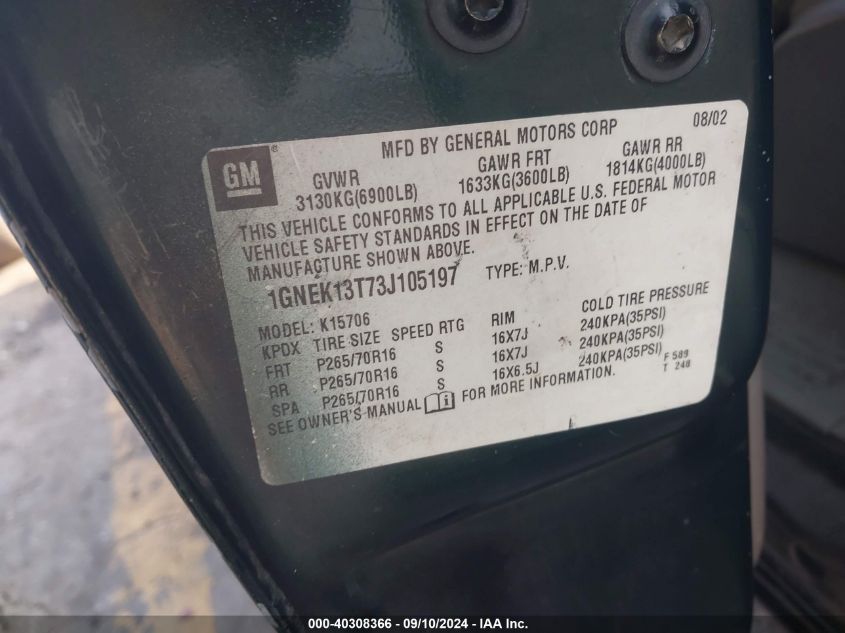 MFD BY GENERAL MOTORS CORP 08/02
GM®
GVWR GAWR FRT GAWR RR
3130KG(6900LB) 1633KG(3600LB) 1814KG(4000LB)
THIS VEHICLE CONFORMS TO ALL APPLICABLE U.S. FEDERAL MOTOR
VEHICLE SAFETY STANDARDS IN EFFECT ON THE DATE OF
MANUFACTURE SHOWN ABOVE.
1GNEK13T73J105197 TYPE: M.P.V.
MODEL: K15706
KPDX TIRE SIZE SPEED RTG RIM COLD TIRE PRESSURE
FRT P265/70R16 S 16X7J 240KPA(35PSI)
RR P265/70R16 S 16X7J 240KPA(35PSI)
SPA P265/70R16 S 16X6.5J 240KPA(35PSI)
F 589
T 248
SEE OWNER'S MANUAL i FOR MORE INFORMATION.
000-40308366 - 09/10/2024 - IAA Inc.